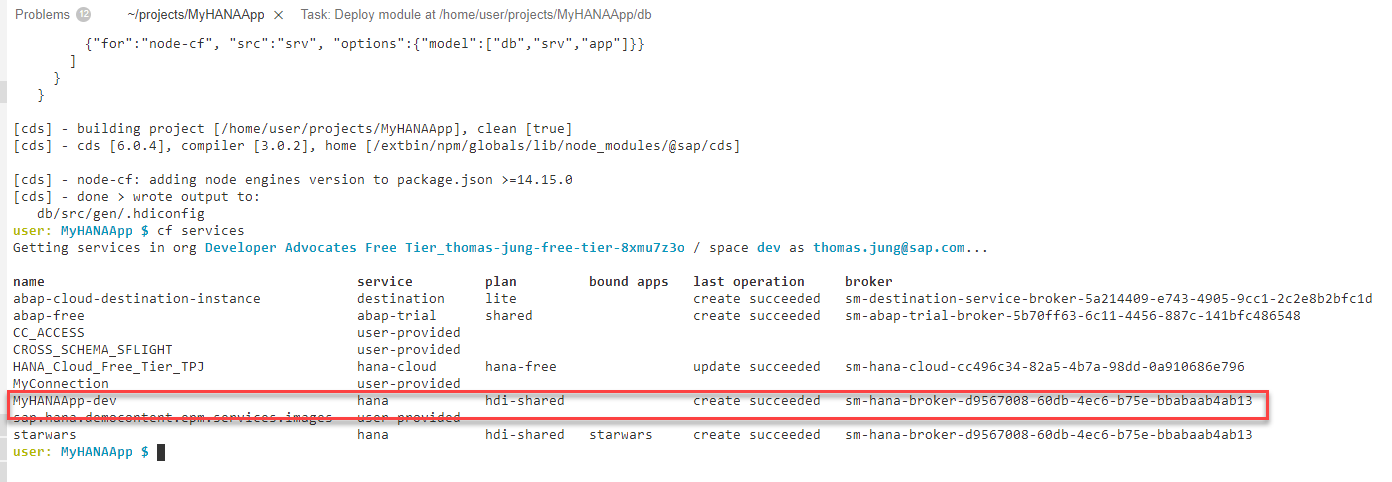 Problems 12 ~/projects/MyHANAApp × Task: Deploy module at /home/user/projects/MyHANAApp/db
{"for":"node-cf", "src":"srv", "options":{"model":["db","srv","app"]}}
]
}
}
[cds] - building project [/home/user/projects/MyHANAApp], clean [true]
[cds] - cds [6.0.4], compiler [3.0.2], home [/extbin/npm/globals/lib/node_modules/@sap/cds]
[cds] - node-cf: adding node engines version to package.json >=14.15.0
[cds] - done > wrote output to:
db/src/gen/.hdiconfig
user: MyHANAApp $ cf services
Getting services in org Developer Advocates Free Tier_thomas-jung-free-tier-8xmu7z3o / space dev as thomas.jung@sap.com...
name service plan bound apps last operation broker
abap-cloud-destination-instance destination lite create succeeded sm-destination-service-broker-5a214409-e743-4905-9cc1-2c2e8b2bfc1d
abap-free abap-trial shared create succeeded sm-abap-trial-broker-5b70ff63-6c11-4456-887c-141bfc486548
CC_ACCESS user-provided
CROSS_SCHEMA_SFLIGHT user-provided
HANA_Cloud_Free_Tier_TPJ hana-cloud hana-free update succeeded sm-hana-cloud-cc496c34-82a5-4b7a-98dd-0a910686e796
MyConnection user-provided
MyHANAApp-dev hana hdi-shared create succeeded sm-hana-broker-d9567008-60db-4ec6-b75e-bbabaab4ab13
sap.hana.democontent.epm.services.images user-provided
starwars hana hdi-shared starwars create succeeded sm-hana-broker-d9567008-60db-4ec6-b75e-bbabaab4ab13
user: MyHANAApp $